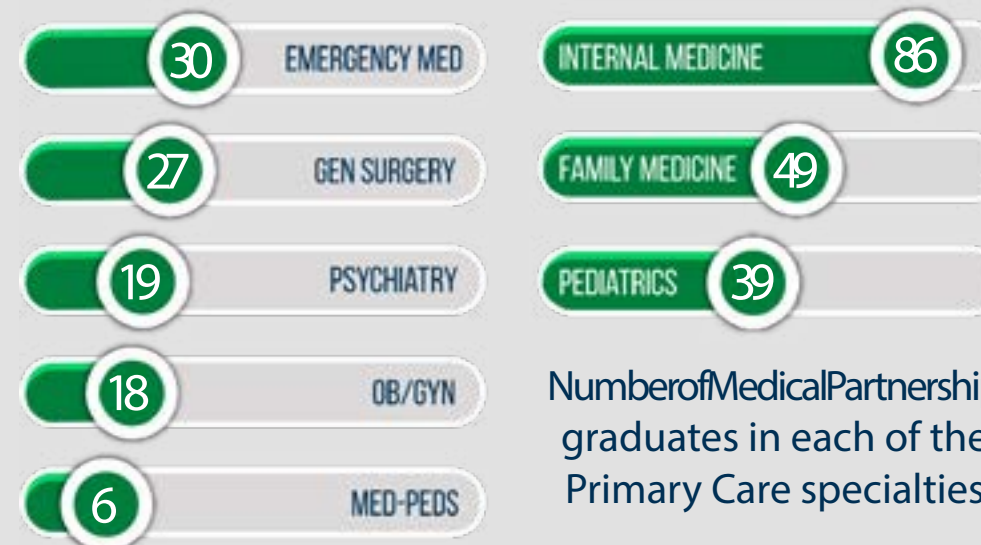 30 EMERGENCY MED
27 GEN SURGERY
19 PSYCHIATRY
18 OB/GYN
6 MED-PEDS
INTERNAL MEDICINE 86
FAMILY MEDICINE 49
PEDIATRICS 39
NumberofMedicalPartnershi
graduates in each of the
Primary Care specialties